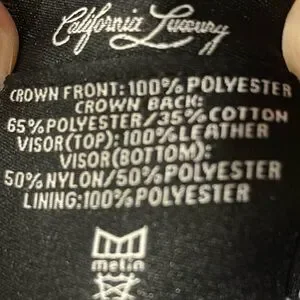 California Luxury
CROWN FRONT: 100% POLYESTER
CROWN BACK:
65% POLYESTER/35% COTTON
VISOR(TOP): 100% LEATHER
VISOR(BOTTOM):
50% NYLON/50% POLYESTER
LINING: 100% POLYESTER
melin